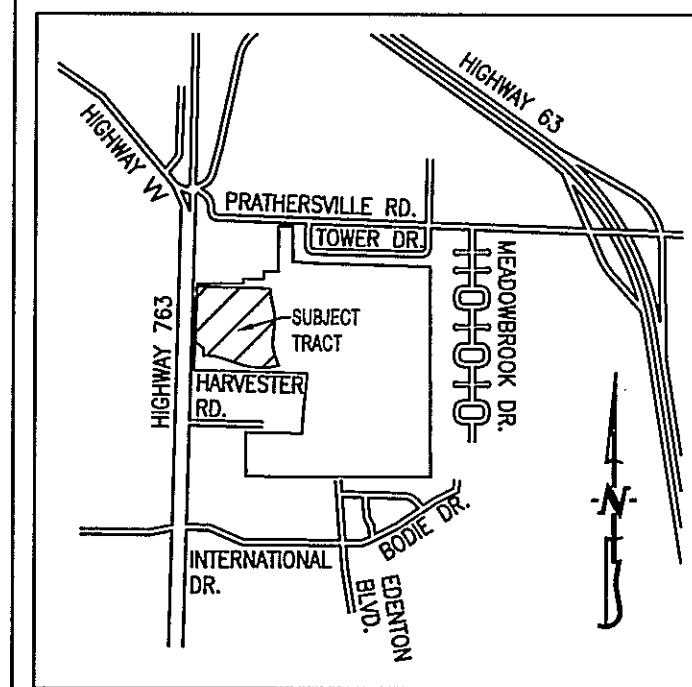 HIGHWAY 63
HIGHWAY VV
PRATHERSVILLE RD.
TOWER DR.
MEADOWBROOK DR.
HIGHWAY 763
SUBJECT
TRACT
HARVESTER
RD.
N
INTERNATIONAL
DR.
BODIE DR.
EDENTON
BLVD.